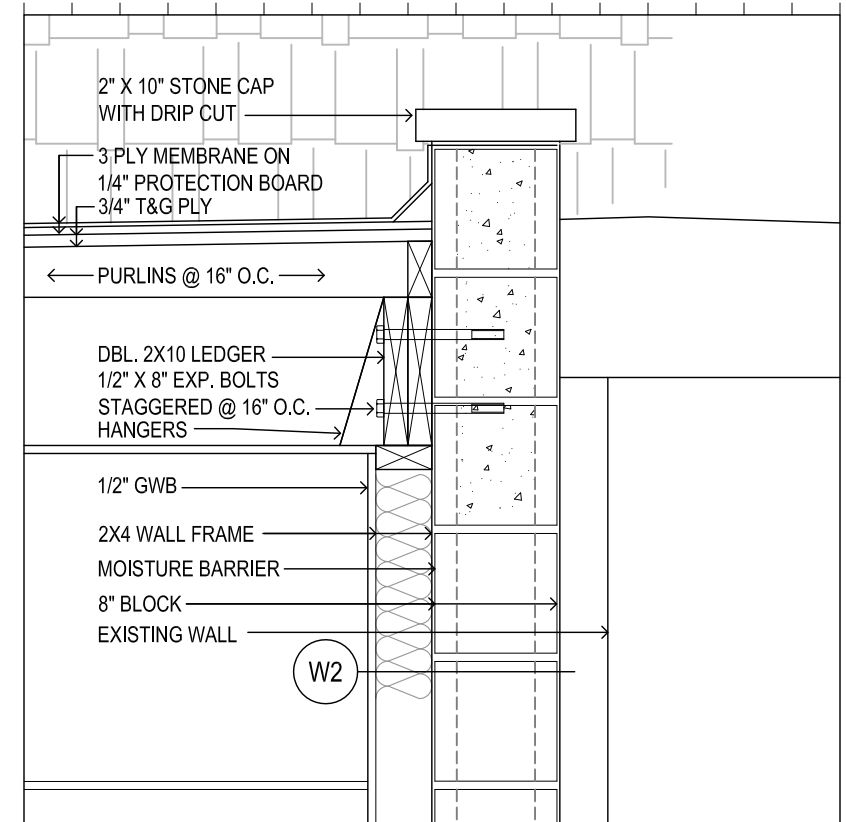 2" X 10" STONE CAP
WITH DRIP CUT
3 PLY MEMBRANE ON
1/4" PROTECTION BOARD
3/4" T&G PLY
PURLINS @ 16" O.C.
DBL. 2X10 LEDGER
1/2" X 8" EXP. BOLTS
STAGGERED @ 16" O.C.
HANGERS
1/2" GWB
2X4 WALL FRAME
MOISTURE BARRIER
8" BLOCK
EXISTING WALL
W2